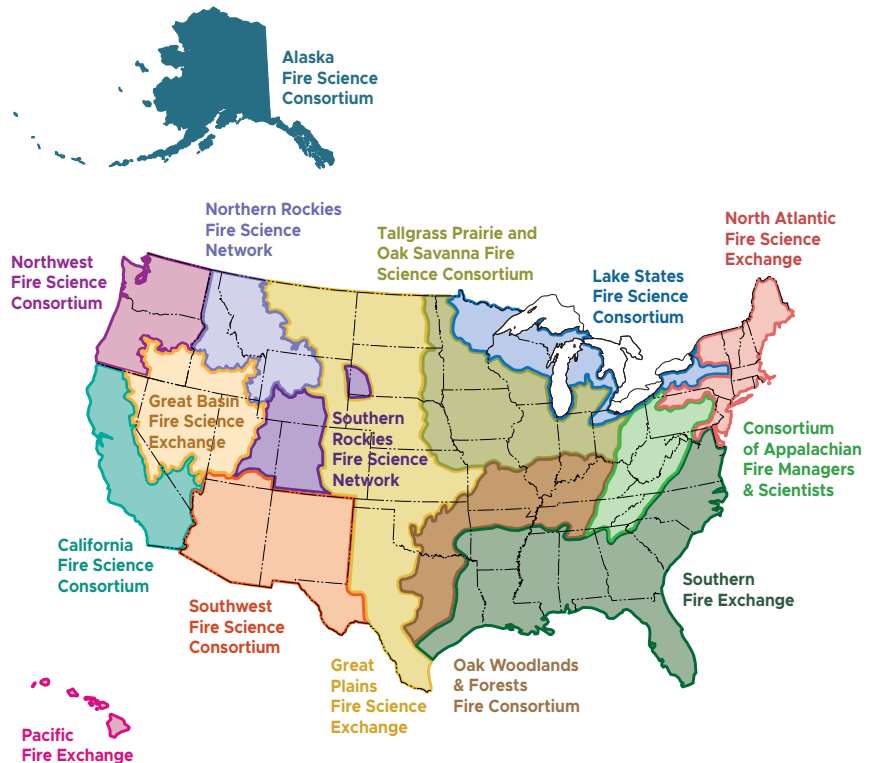 Alaska
Fire Science
Consortium
Northern Rockies
Fire Science
Network
Tallgrass Prairie and
Oak Savanna Fire
Science Consortium
North Atlantic
Fire Science
Exchange
Northwest
Fire Science
Consortium
Lake States
Fire Science
Consortium
Great Basin
Fire Science
Exchange
Southern
Rockies
Fire Science
Network
Consortium
of Appalachian
Fire Managers
& Scientists
California
Fire Science
Consortium
Southern
Fire Exchange
Southwest
Fire Science
Consortium
Great
Plains
Fire Science
Exchange
Oak Woodlands
& Forests
Fire Consortium
Pacific
Fire Exchange